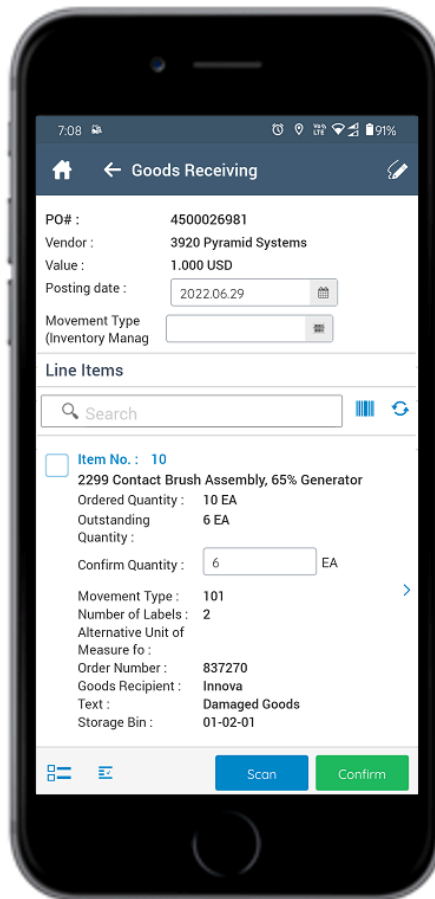 7:08 91%
VoD LTE
Goods Receiving
PO# : 4500026981
Vendor : 3920 Pyramid Systems
Value : 1.000 USD
Posting date : 2022.06.29
Movement Type
(Inventory Manag
Line Items
Search
Item No. : 10
2299 Contact Brush Assembly, 65% Generator
Ordered Quantity : 10 EA
Outstanding 6 EA
Quantity :
Confirm Quantity : 6 EA
Movement Type : 101
Number of Labels : 2
Alternative Unit of
Measure fo :
Order Number : 837270
Goods Recipient : Innova
Text : Damaged Goods
Storage Bin : 01-02-01
Scan Confirm